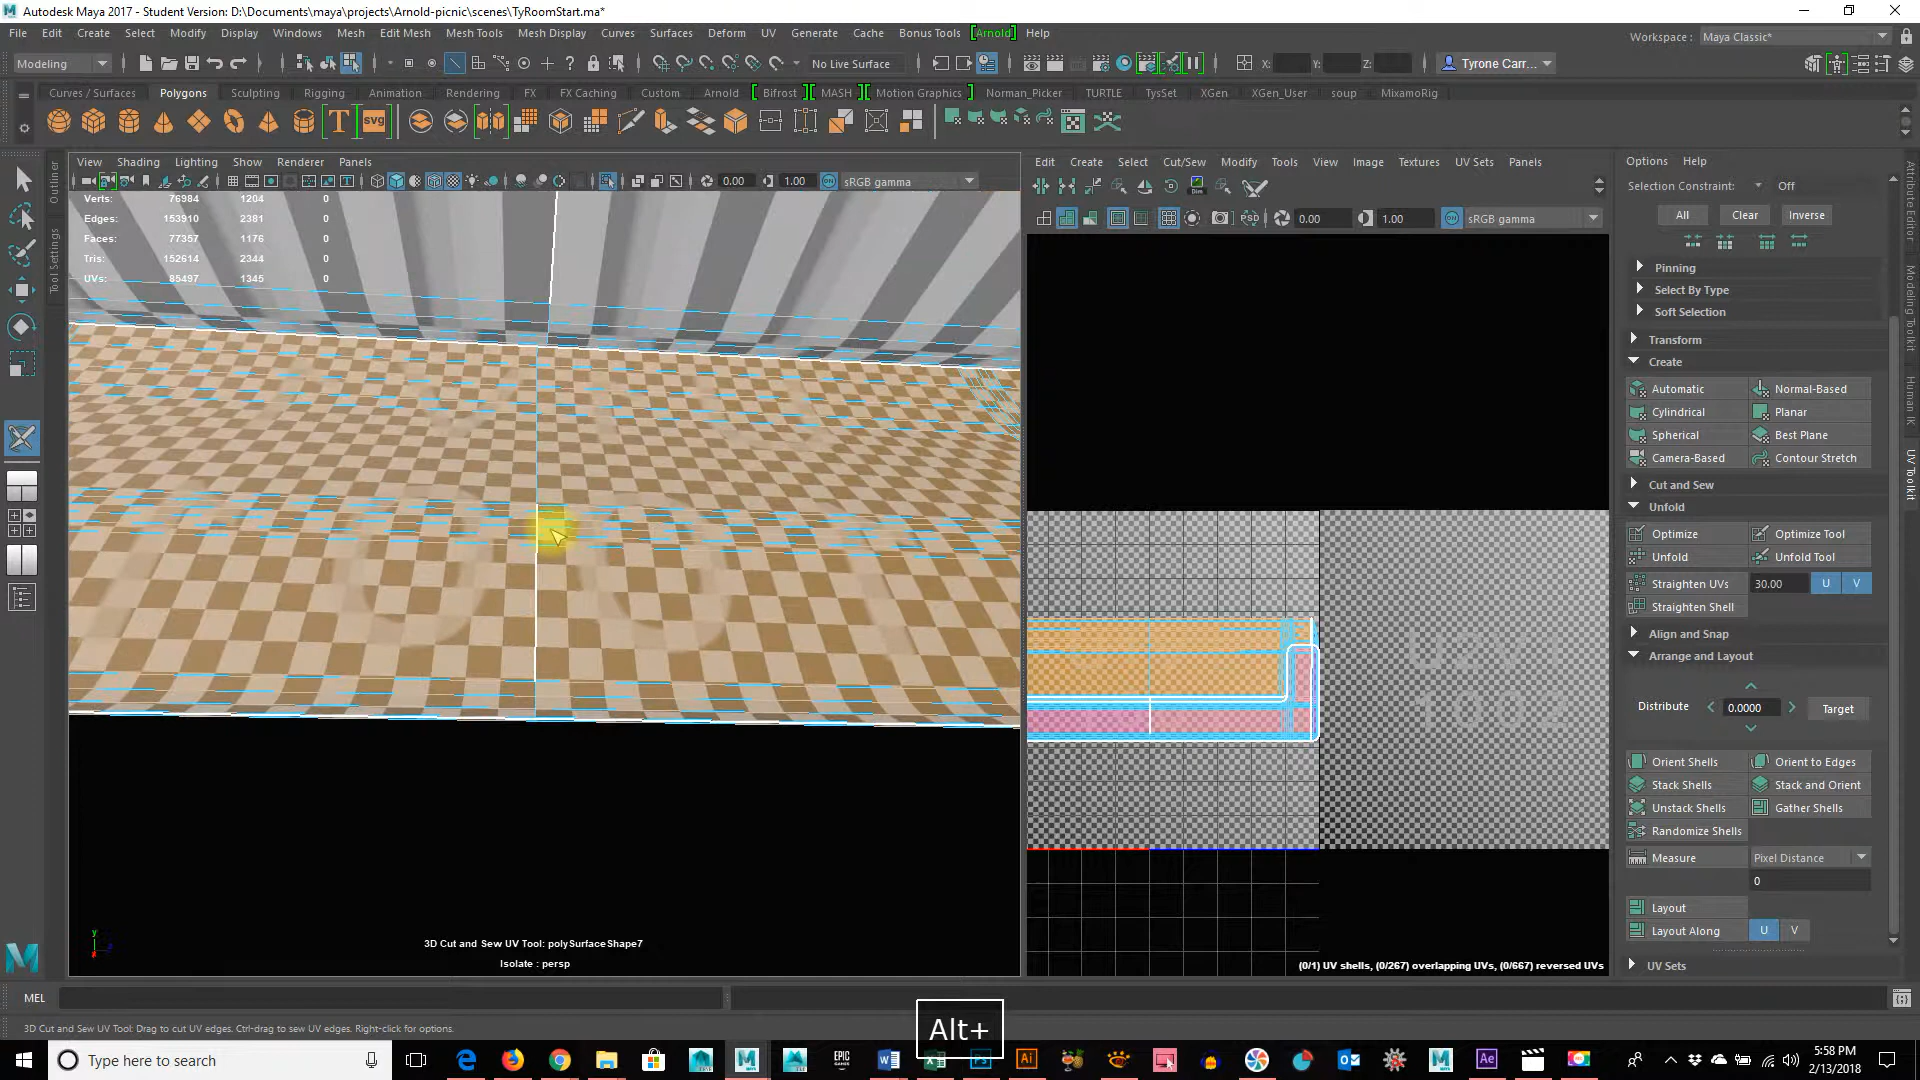 Autodesk Maya 2017 - Student Version: D:\Documents\maya\projects\Arnold-picnic\scenes\TyRoomStart.ma*
File Edit Create Select Modify Display Windows Mesh Edit Mesh Mesh Tools Mesh Display Curves Surfaces Deform UV Generate Cache Bonus Tools [Arnold] Help
Workspace : Maya Classic*
Modeling
No Live Surface
X:
Y:
Z:
Tyrone Carr...
Curves / Surfaces Polygons Sculpting Rigging Animation Rendering FX FX Caching Custom Arnold Bifrost MASH Motion Graphics Norman_Picker TURTLE TysSet XGen XGen_User soup MixamoRig
T
svg
View Shading Lighting Show Renderer Panels
0.00
1.00
sRGB gamma
Edit Create Select Cut/Sew Modify Tools View Image Textures UV Sets Panels
0.00
1.00
sRGB gamma
Verts: 76984 1204 0
Edges: 153910 2381 0
Faces: 77357 1176 0
Tris: 152614 2344 0
UVs: 85497 1345 0
Outliner
Tool Settings
3D Cut and Sew UV Tool: polySurfaceShape7
Isolate : persp
(0/1) UV shells, (0/267) overlapping UVs, (0/667) reversed UVs
Options Help
Selection Constraint: Off
All Clear Inverse
Pinning
Select By Type
Soft Selection
Transform
Create
Automatic Normal-Based
Cylindrical Planar
Spherical Best Plane
Camera-Based Contour Stretch
Cut and Sew
Unfold
Optimize Optimize Tool
Unfold Unfold Tool
Straighten UVs 30.00 U V
Straighten Shell
Align and Snap
Arrange and Layout
Distribute 0.0000 Target
Orient Shells Orient to Edges
Stack Shells Stack and Orient
Unstack Shells Gather Shells
Randomize Shells
Measure Pixel Distance
0
Layout
Layout Along U V
UV Sets
Attribute Editor
Modeling Toolkit
Human IK
UV Toolkit
MEL
3D Cut and Sew UV Tool: Drag to cut UV edges. Ctrl-drag to sew UV edges. Right-click for options.
Alt+
Type here to search
5:58 PM
2/13/2018